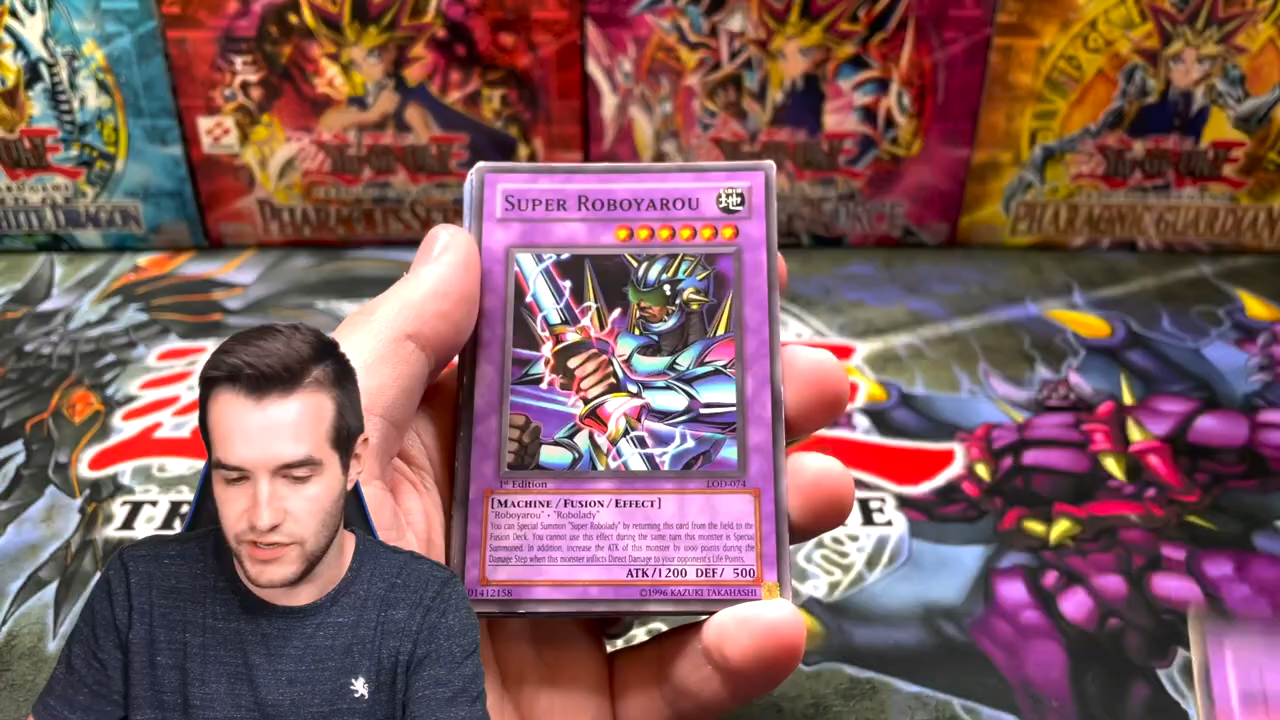 WHITE DRAGON
PHARAOH'S SE
PHARAONIC GUARDIAN
SUPER ROBOYAROU
地
1st Edition
LOD-074
[MACHINE / FUSION / EFFECT]
"Roboyarou" · "Robolady"
You can Special Summon "Super Robolady" by returning this card from the field to the
Fusion Deck. You cannot use this effect during the same turn this monster is Special
Summoned. In addition, increase the ATK of this monster by 1000 points during the
Damage Step when this monster inflicts Direct Damage to your opponent's Life Points.
ATK/1200 DEF/ 500
01412158
©1996 KAZUKI TAKAHASHI
TR
E